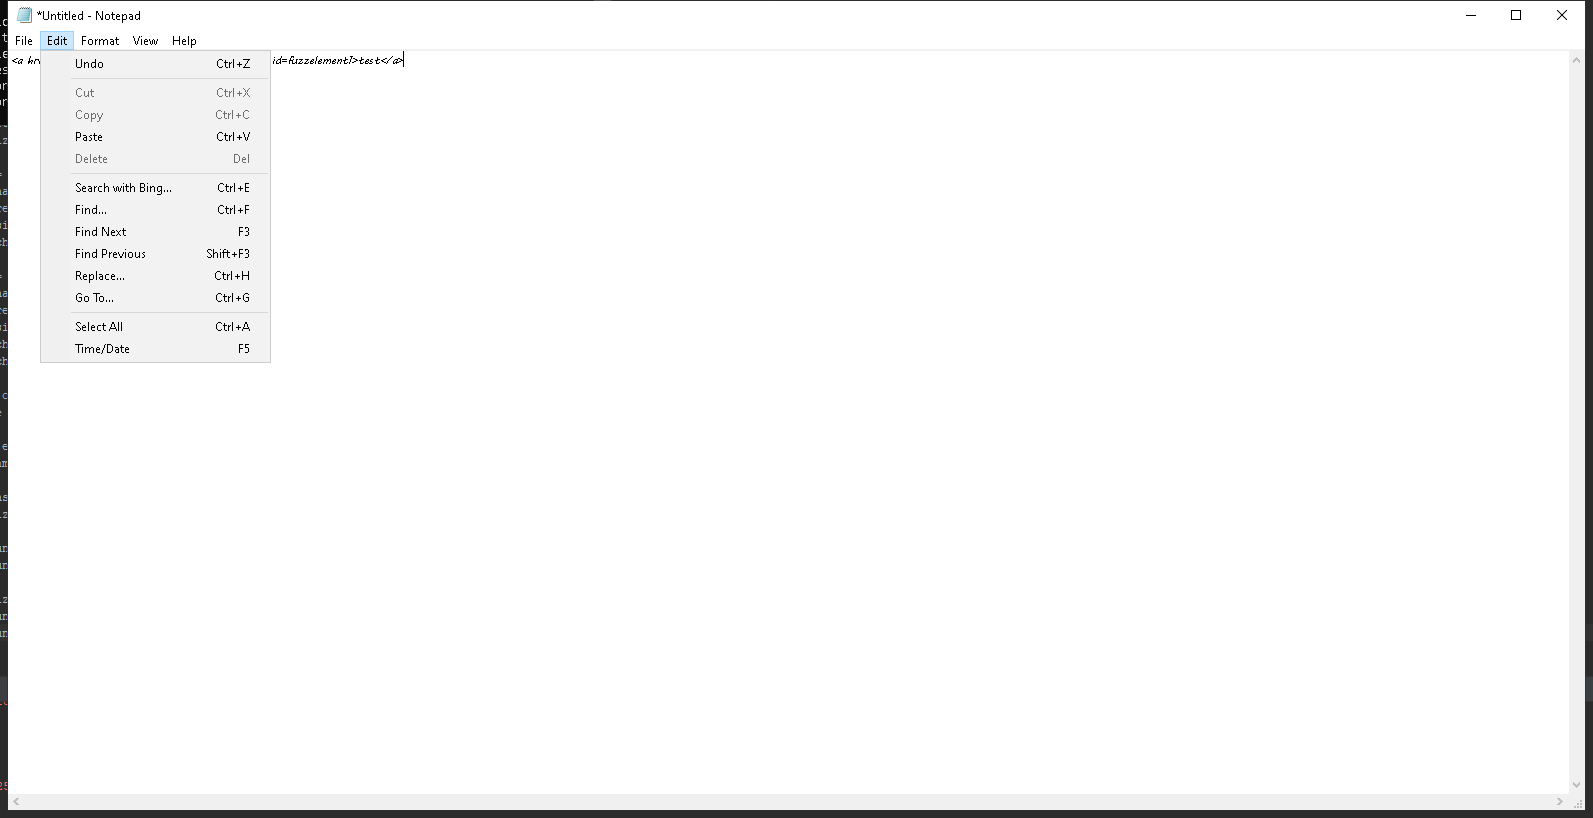 *Untitled - Notepad
File Edit Format View Help
<a hr id=fuzzelement1>test</a>
Undo Ctrl+Z
Cut Ctrl+X
Copy Ctrl+C
Paste Ctrl+V
Delete Del
Search with Bing... Ctrl+E
Find... Ctrl+F
Find Next F3
Find Previous Shift+F3
Replace... Ctrl+H
Go To... Ctrl+G
Select All Ctrl+A
Time/Date F5